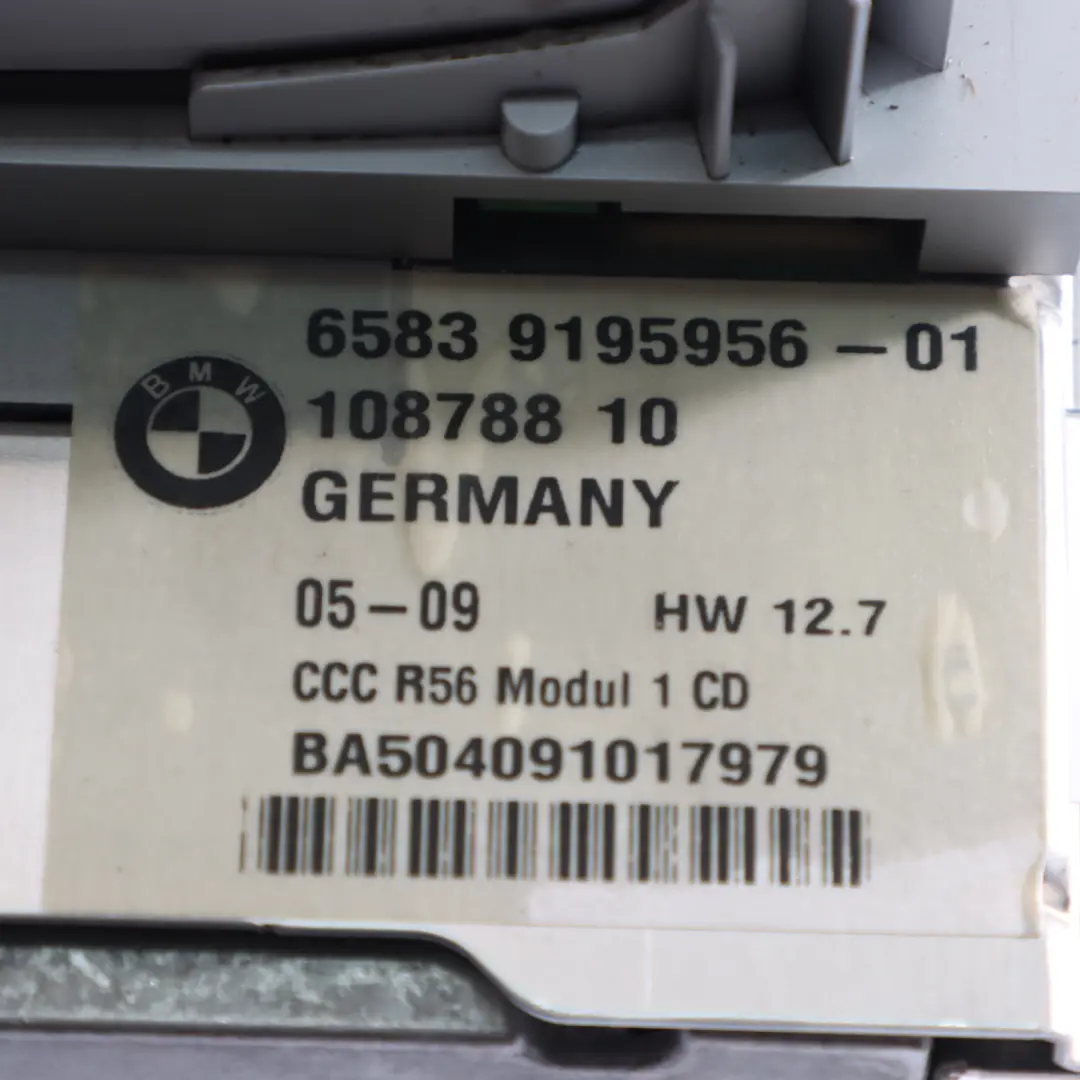 6583 9195956 – 01
BMW
108788 10
GERMANY
05 – 09 HW 12.7
CCC R56 Modul 1 CD
BA504091017979